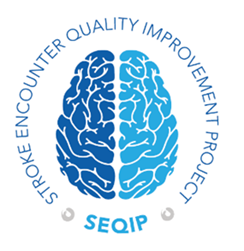 STROKE ENCOUNTER QUALITY IMPROVEMENT PROJECT
SEQIP